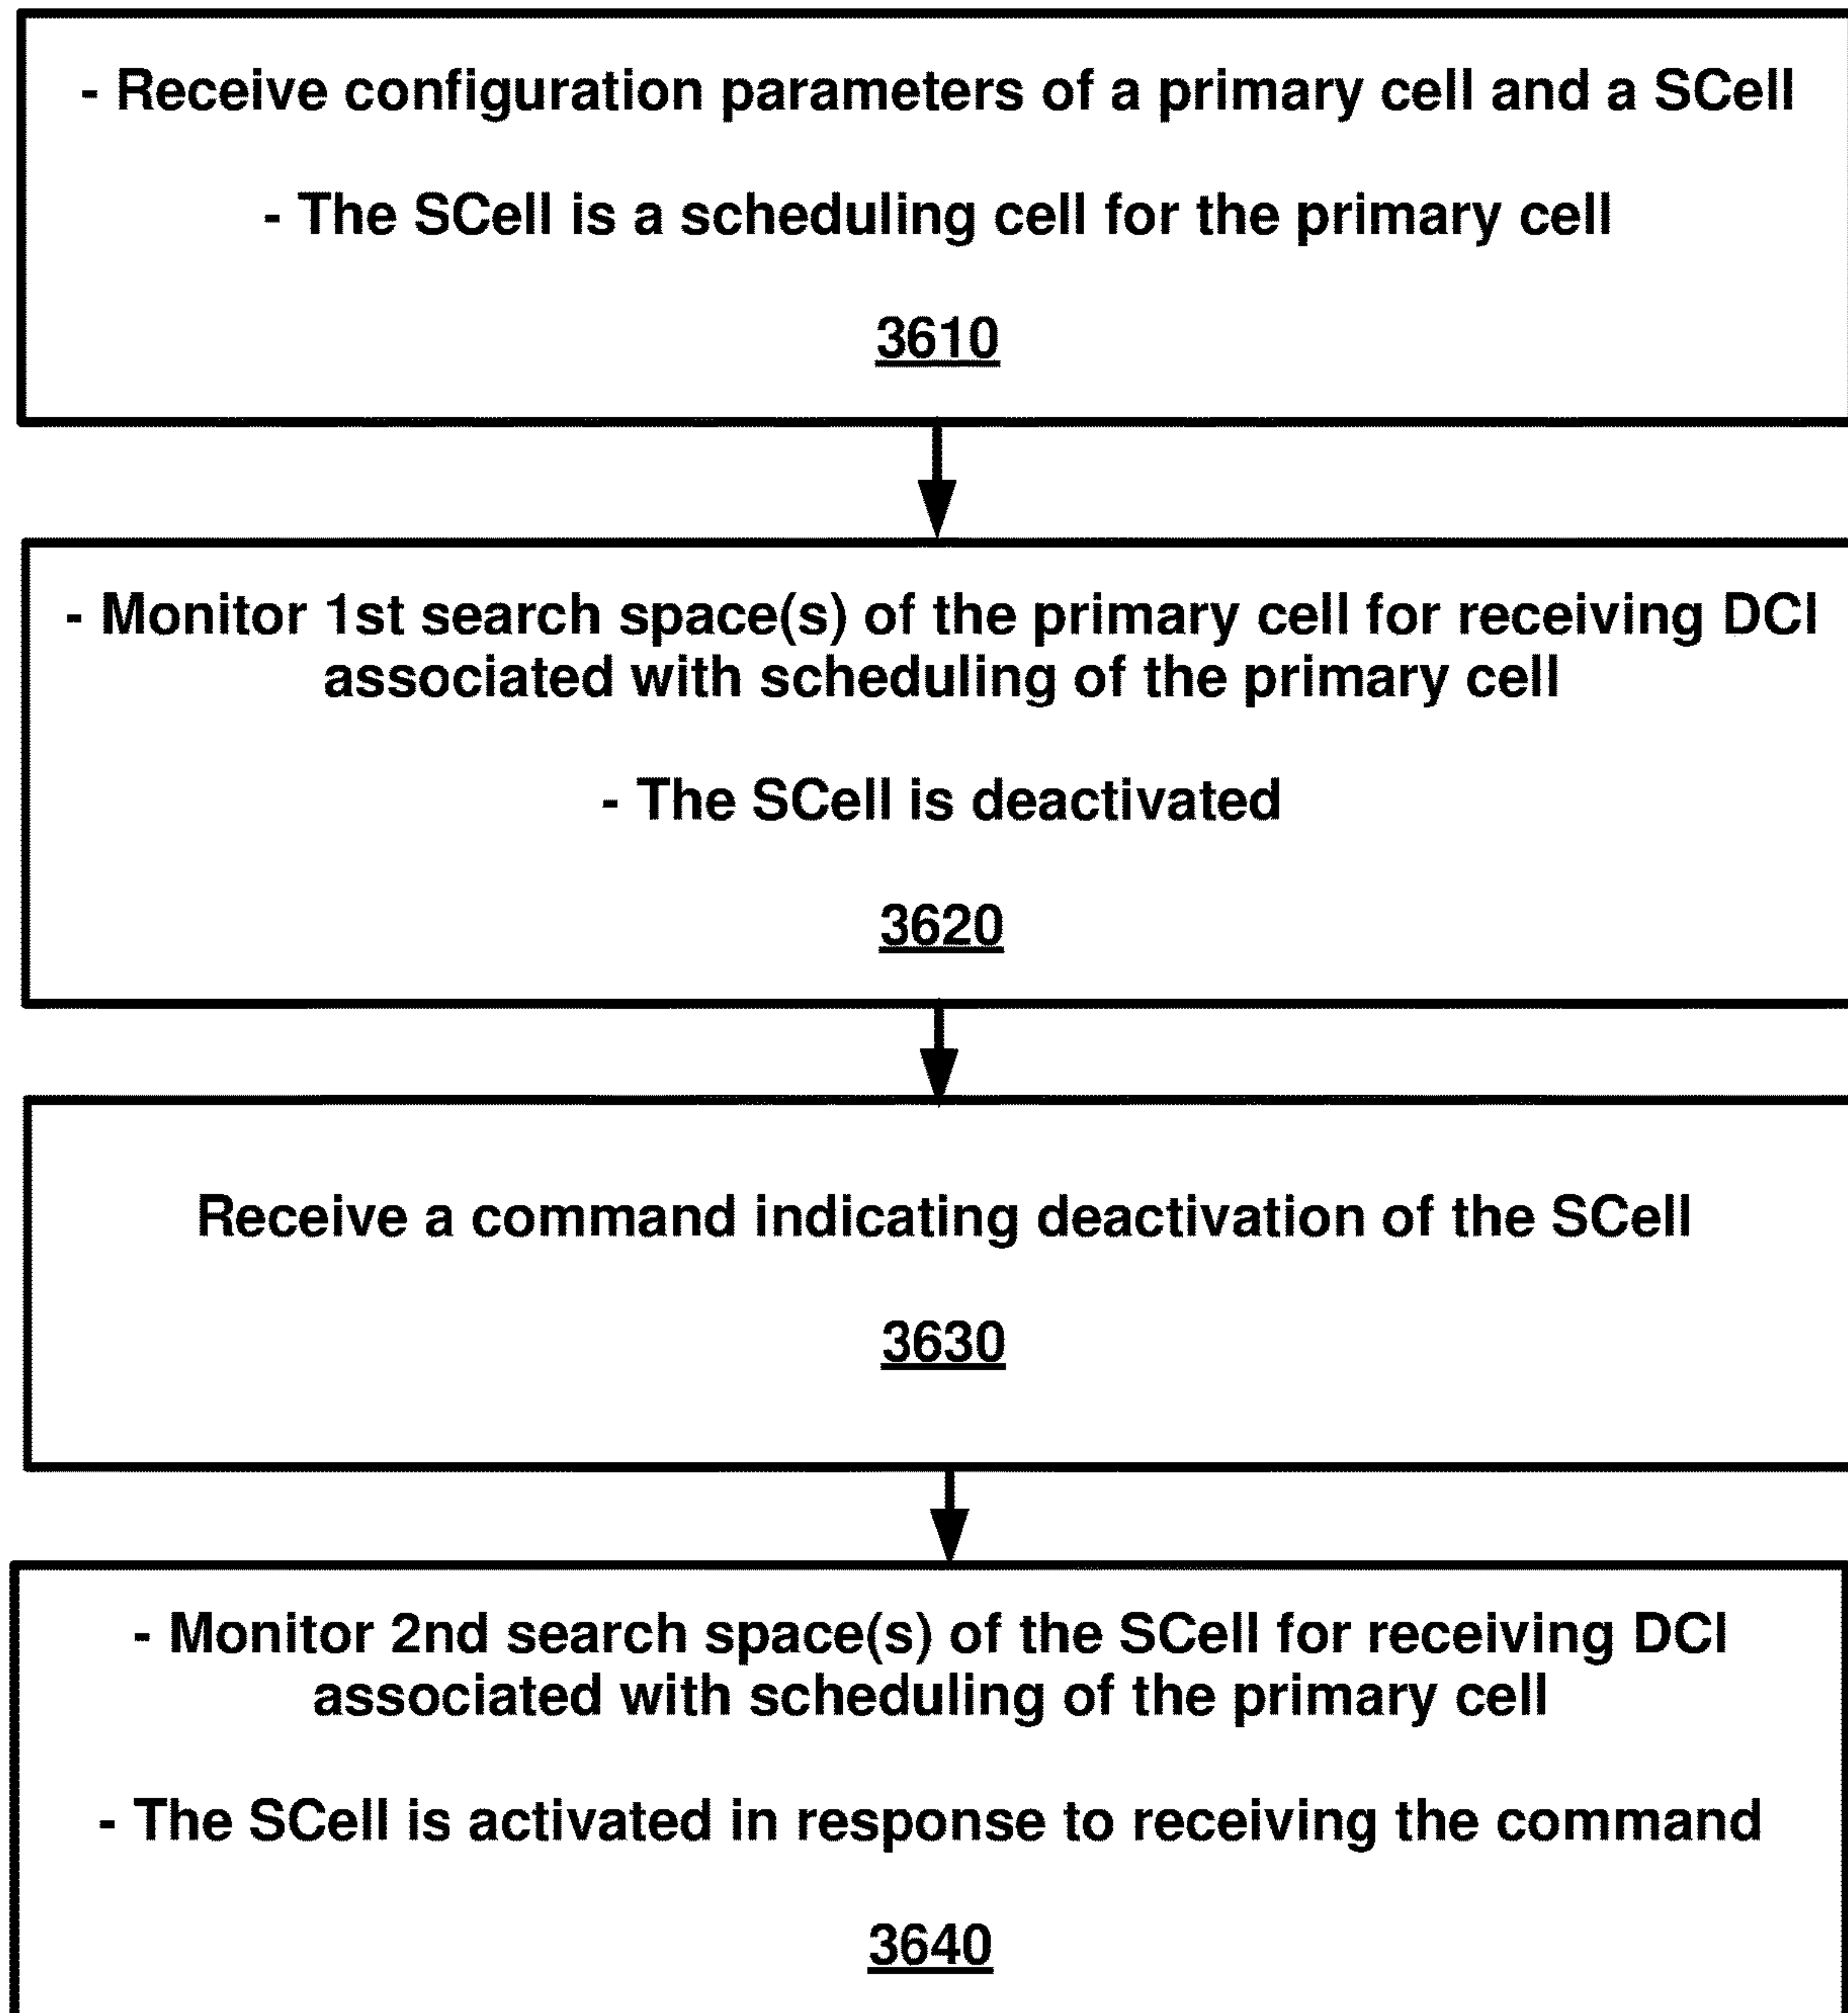 - Receive configuration parameters of a primary cell and a SCell
- The SCell is a scheduling cell for the primary cell
3610
- Monitor 1st search space(s) of the primary cell for receiving DCI
associated with scheduling of the primary cell
- The SCell is deactivated
3620
Receive a command indicating deactivation of the SCell
3630
- Monitor 2nd search space(s) of the SCell for receiving DCI
associated with scheduling of the primary cell
- The SCell is activated in response to receiving the command
3640